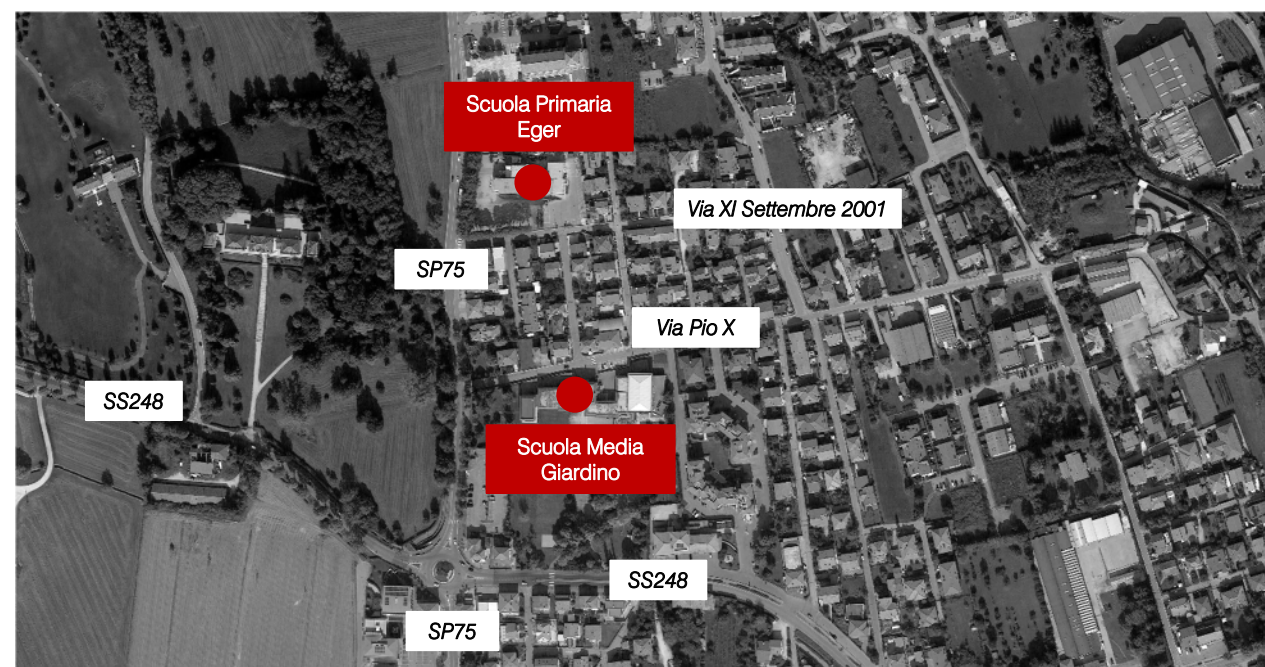 Scuola Primaria
Eger
Via XI Settembre 2001
SP75
Via Pio X
SS248
Scuola Media
Giardino
SS248
SP75